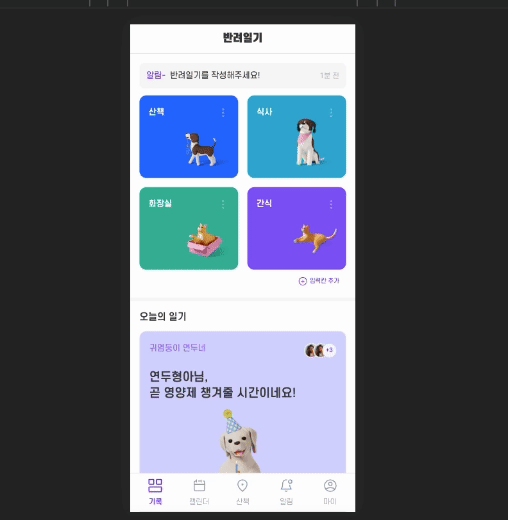 반려일기
알림- 반려일기를 작성해주세요! 1분 전
산책
식사
화장실
간식
입력칸 추가
오늘의 일기
귀염둥이 연두네
+3
연두형아님,
곧 영양제 챙겨줄 시간이네요!
기록 캘린더 산책 알림 마이